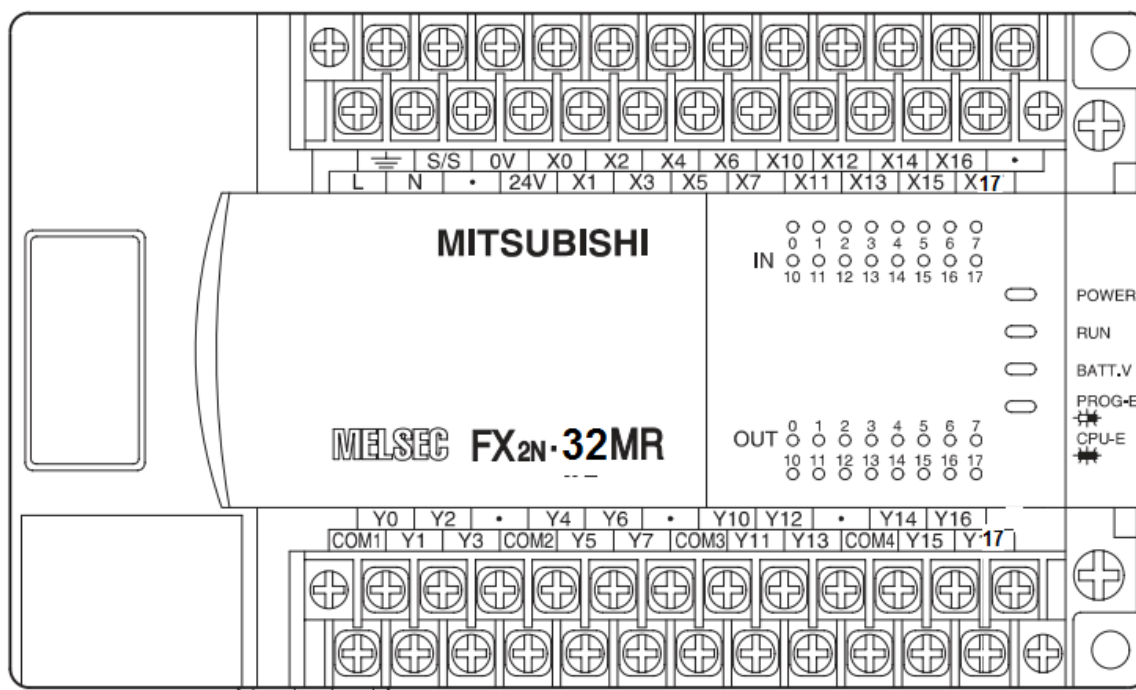 S/S 0V X0 X2 X4 X6 X10 X12 X14 X16 •
L N • 24V X1 X3 X5 X7 X11 X13 X15 X17
MITSUBISHI
0 1 2 3 4 5 6 7
IN
10 11 12 13 14 15 16 17
POWER
RUN
BATT.V
PROG-E
CPU-E
MELSEC FX2N-32MR
0 1 2 3 4 5 6 7
OUT
10 11 12 13 14 15 16 17
Y0 Y2 • Y4 Y6 • Y10 Y12 • Y14 Y16
COM1 Y1 Y3 COM2 Y5 Y7 COM3 Y11 Y13 COM4 Y15 Y17